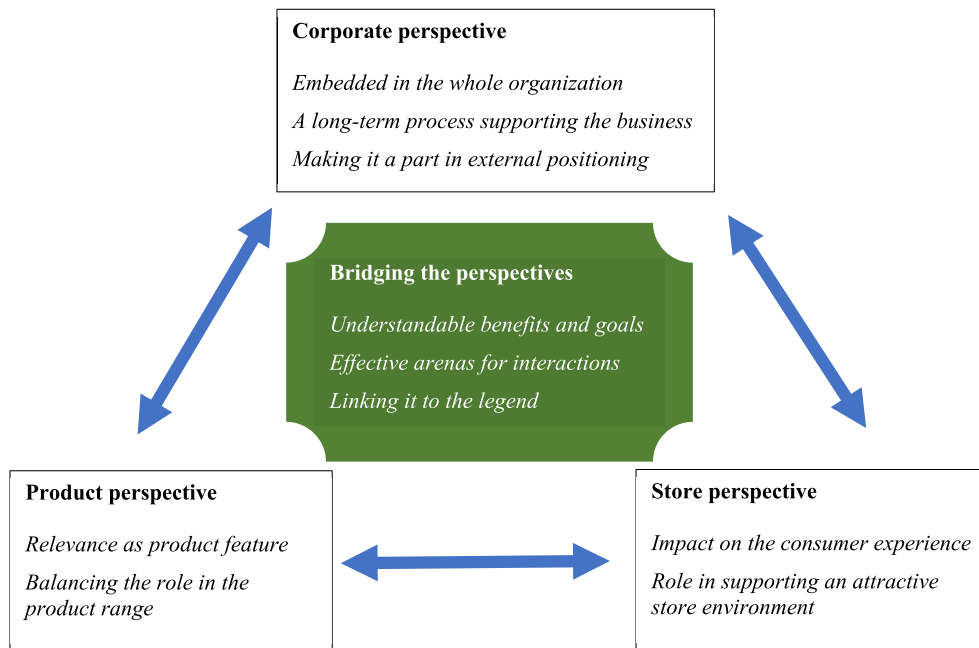 Corporate perspective
Embedded in the whole organization
A long-term process supporting the business
Making it a part in external positioning
Bridging the perspectives
Understandable benefits and goals
Effective arenas for interactions
Linking it to the legend
Product perspective
Relevance as product feature
Balancing the role in the
product range
Store perspective
Impact on the consumer experience
Role in supporting an attractive
store environment